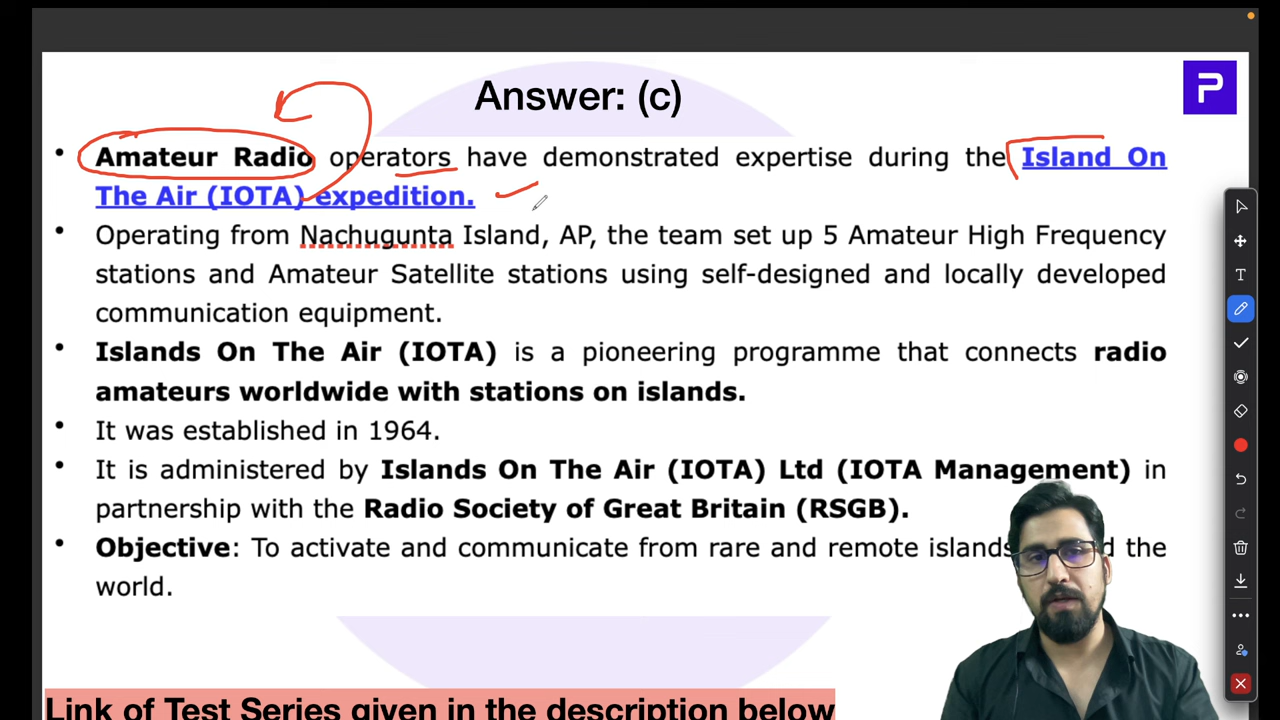 Answer: (c)
• Amateur Radio operators have demonstrated expertise during the Island On
The Air (IOTA) expedition.
• Operating from Nachugunta Island, AP, the team set up 5 Amateur High Frequency
stations and Amateur Satellite stations using self-designed and locally developed
communication equipment.
• Islands On The Air (IOTA) is a pioneering programme that connects radio
amateurs worldwide with stations on islands.
• It was established in 1964.
• It is administered by Islands On The Air (IOTA) Ltd (IOTA Management) in
partnership with the Radio Society of Great Britain (RSGB).
• Objective: To activate and communicate from rare and remote islands the
world.
Link of Test Series given in the description below